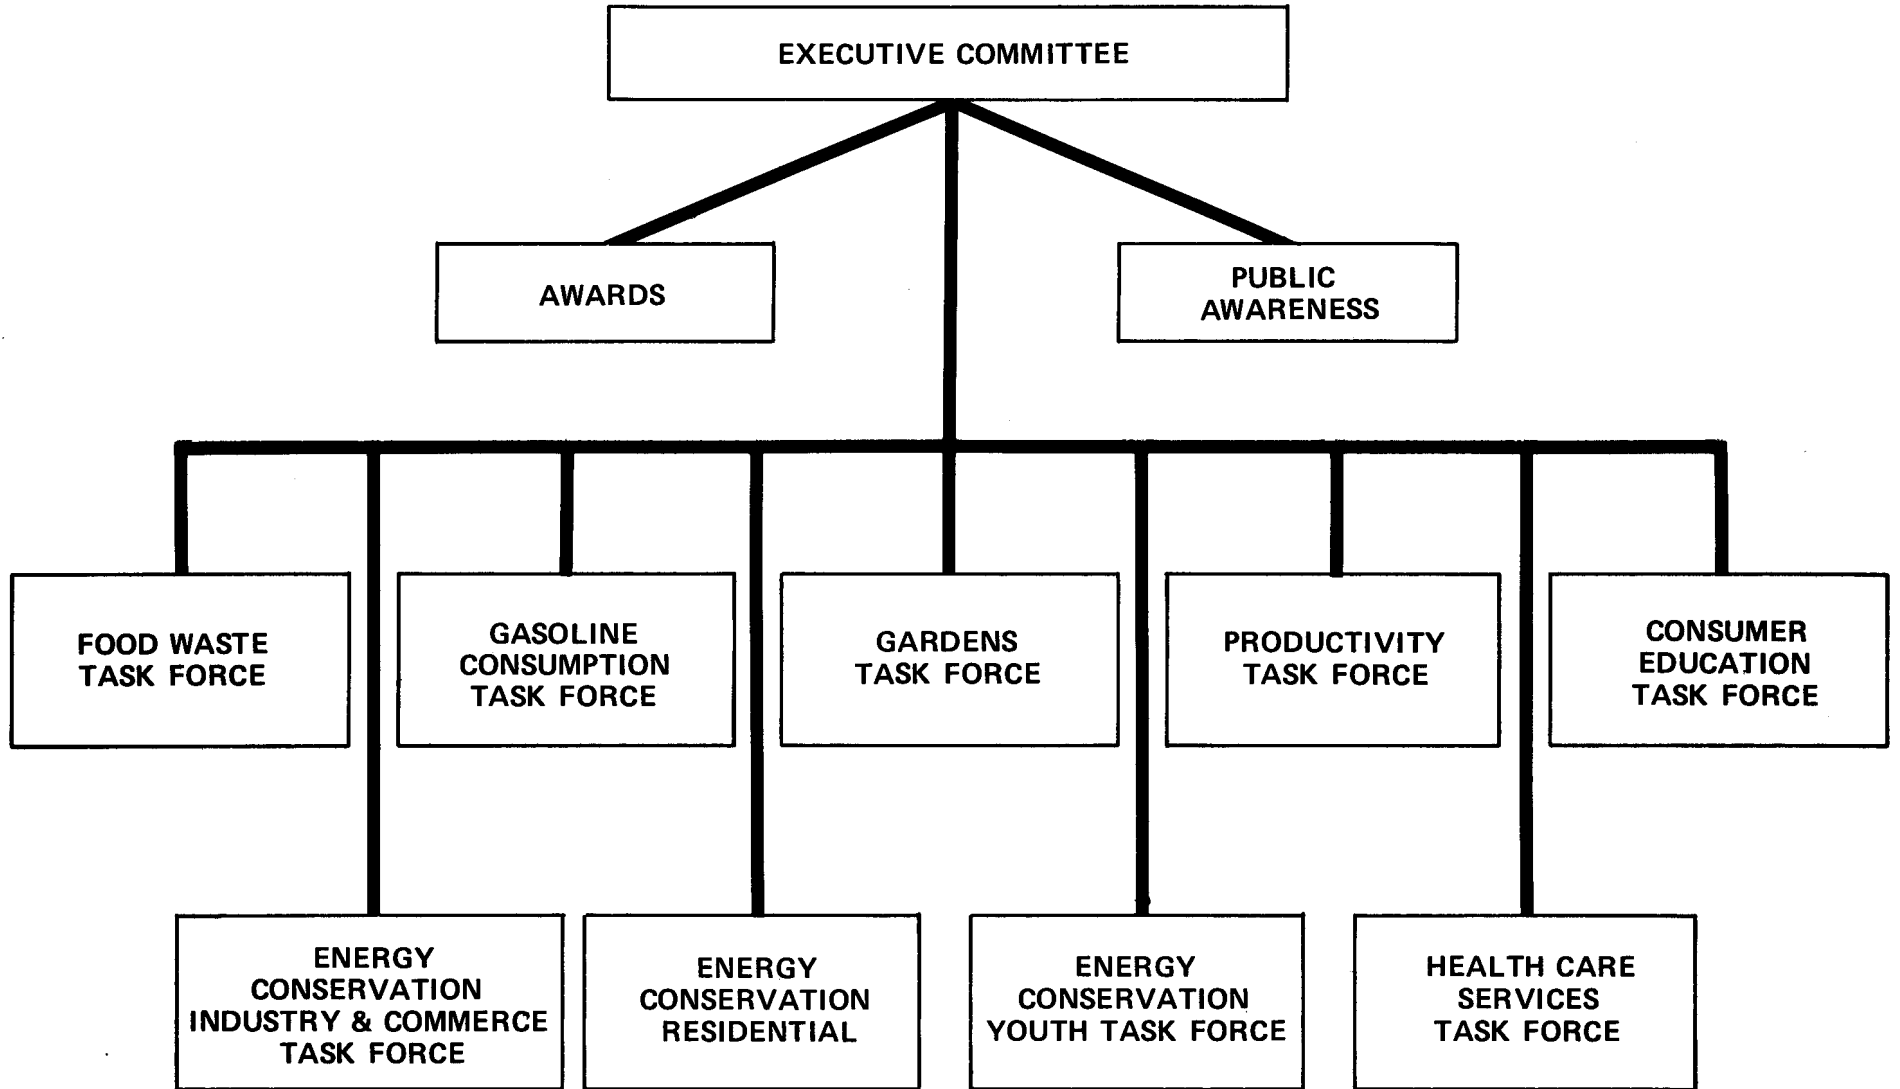 EXECUTIVE COMMITTEE
AWARDS
PUBLIC
AWARENESS
FOOD WASTE
TASK FORCE
GASOLINE
CONSUMPTION
TASK FORCE
GARDENS
TASK FORCE
PRODUCTIVITY
TASK FORCE
CONSUMER
EDUCATION
TASK FORCE
ENERGY
CONSERVATION
INDUSTRY & COMMERCE
TASK FORCE
ENERGY
CONSERVATION
RESIDENTIAL
ENERGY
CONSERVATION
YOUTH TASK FORCE
HEALTH CARE
SERVICES
TASK FORCE